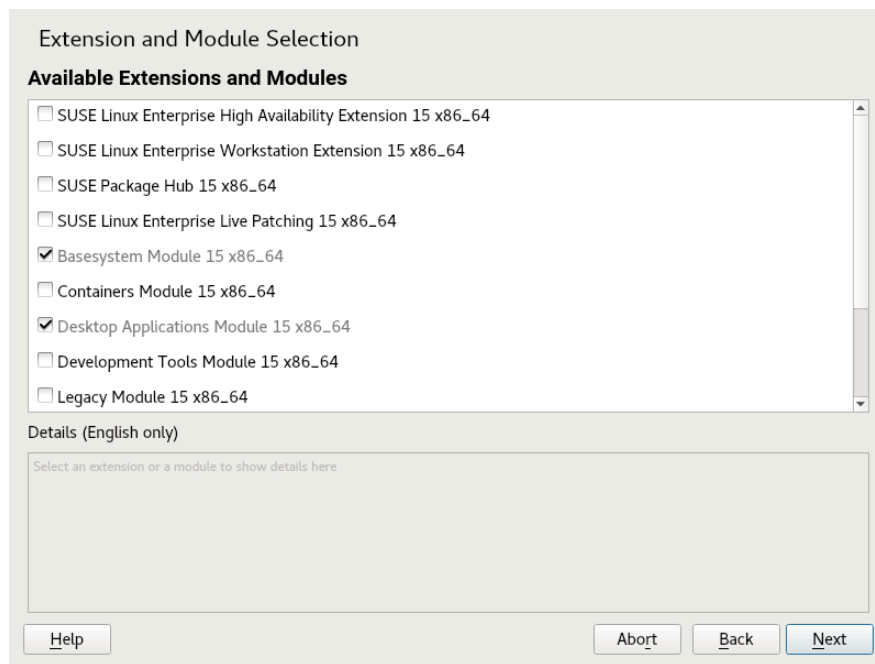 Extension and Module Selection
Available Extensions and Modules
SUSE Linux Enterprise High Availability Extension 15 x86_64
SUSE Linux Enterprise Workstation Extension 15 x86_64
SUSE Package Hub 15 x86_64
SUSE Linux Enterprise Live Patching 15 x86_64
Basesystem Module 15 x86_64
Containers Module 15 x86_64
Desktop Applications Module 15 x86_64
Development Tools Module 15 x86_64
Legacy Module 15 x86_64
Details (English only)
Select an extension or a module to show details here
Help Abort Back Next